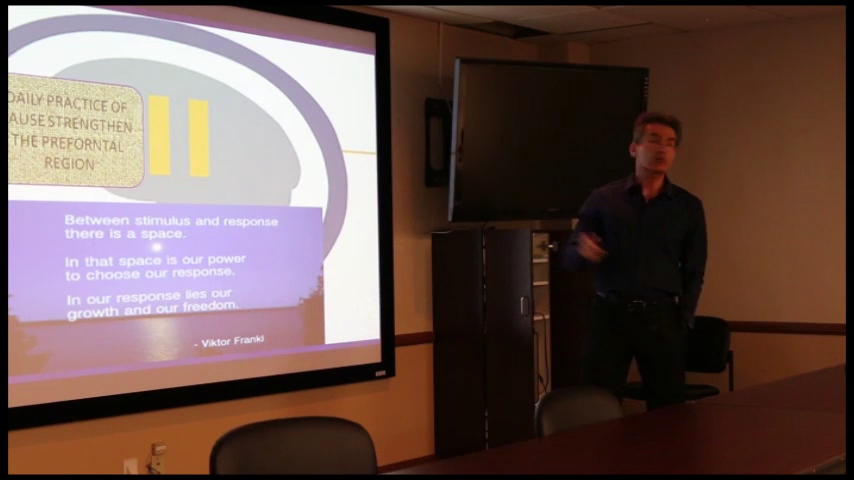 DAILY PRACTICE OF
AUSE STRENGTHEN
THE PREFORNTAL
REGION
Between stimulus and response
there is a space.
In that space is our power
to choose our response.
In our response lies our
growth and our freedom.
- Viktor Frankl